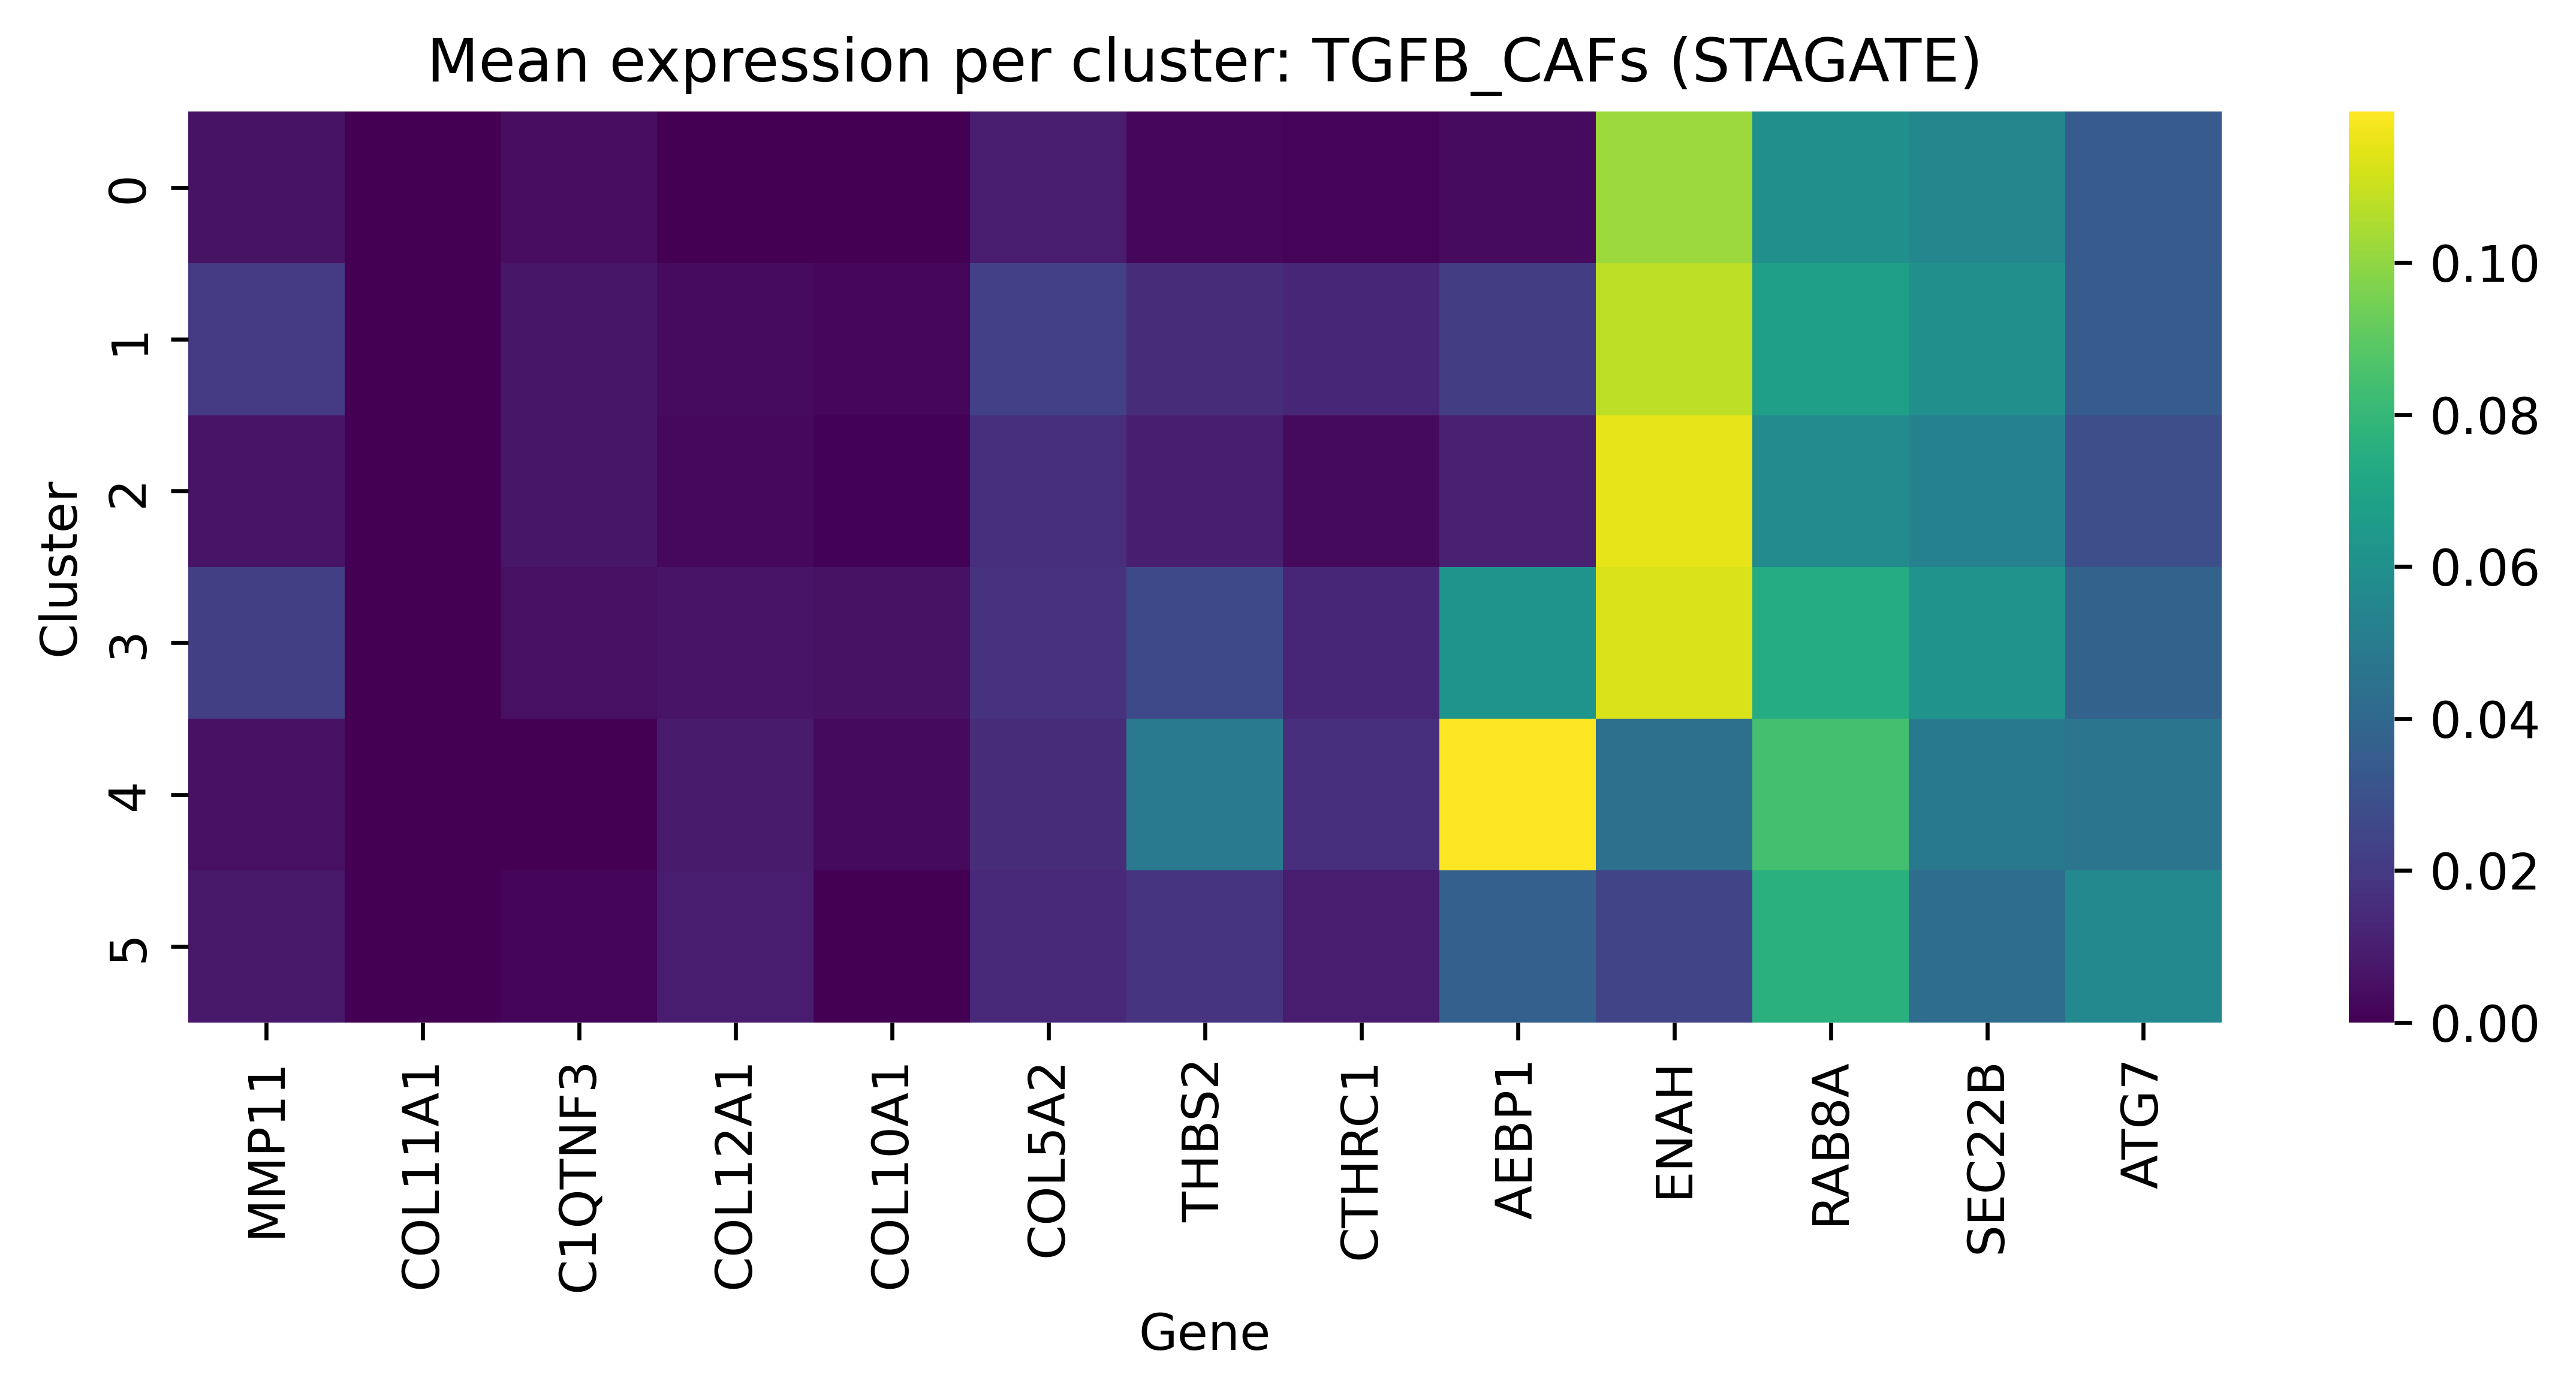 Mean expression per cluster: TGFB_CAFs (STAGATE)
Cluster
0
1
2
3
4
5
MMP11
COL11A1
C1QTNF3
COL12A1
COL10A1
COL5A2
THBS2
CTHRC1
AEBP1
ENAH
RAB8A
SEC22B
ATG7
Gene
0.10
0.08
0.06
0.04
0.02
0.00